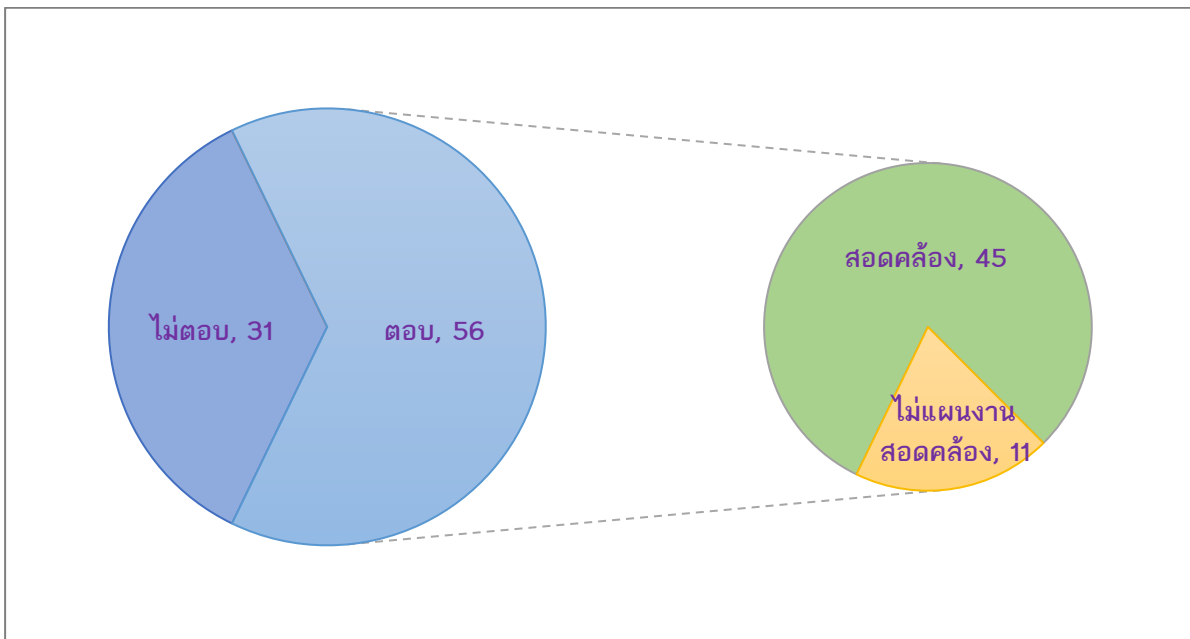 สอดคล้อง, 45
ไม่ตอบ, 31
ตอบ, 56
ไม่แผนงาน
สอดคล้อง, 11